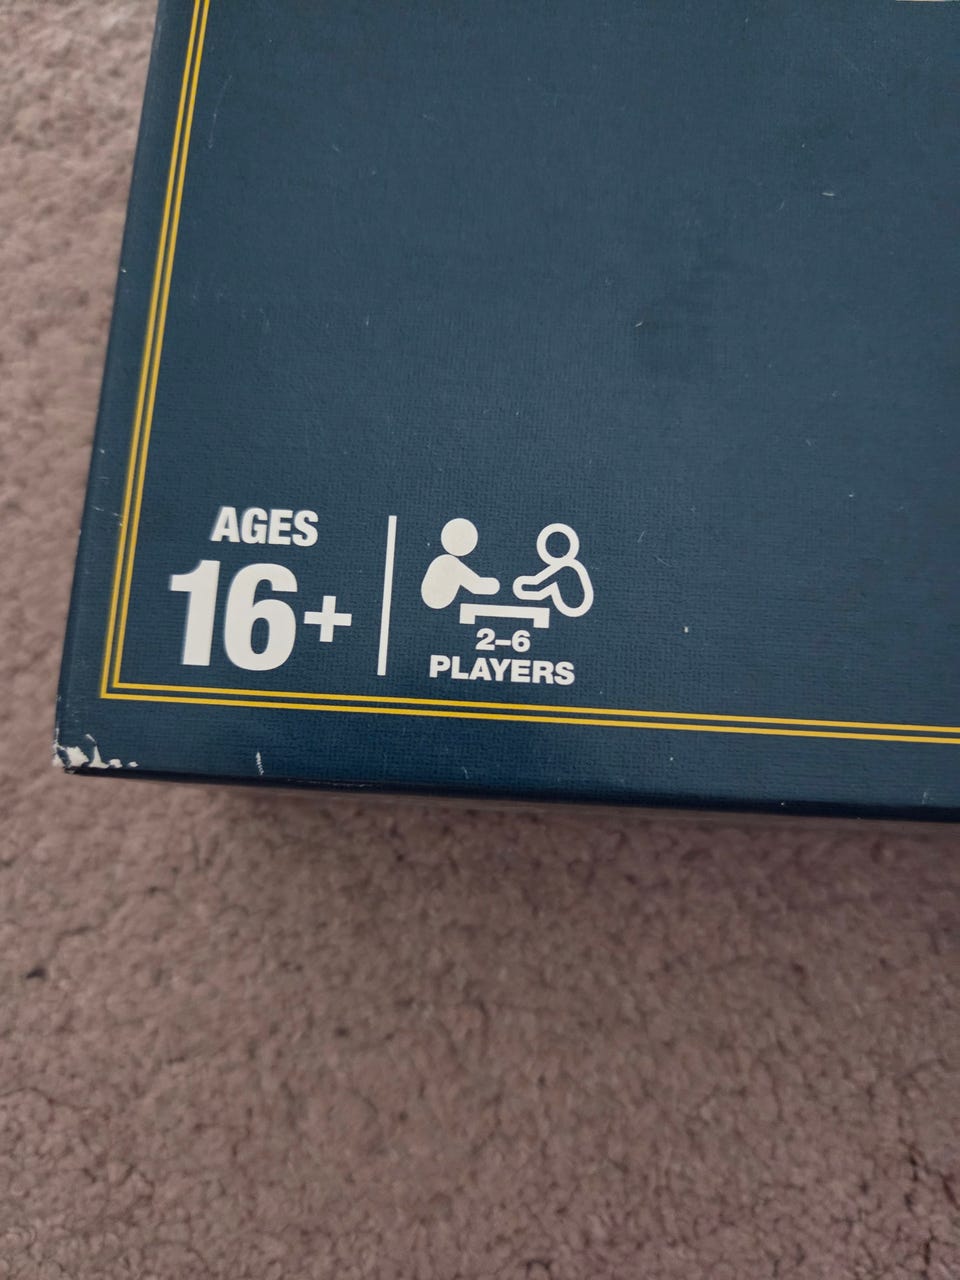 AGES
16+
2–6
PLAYERS